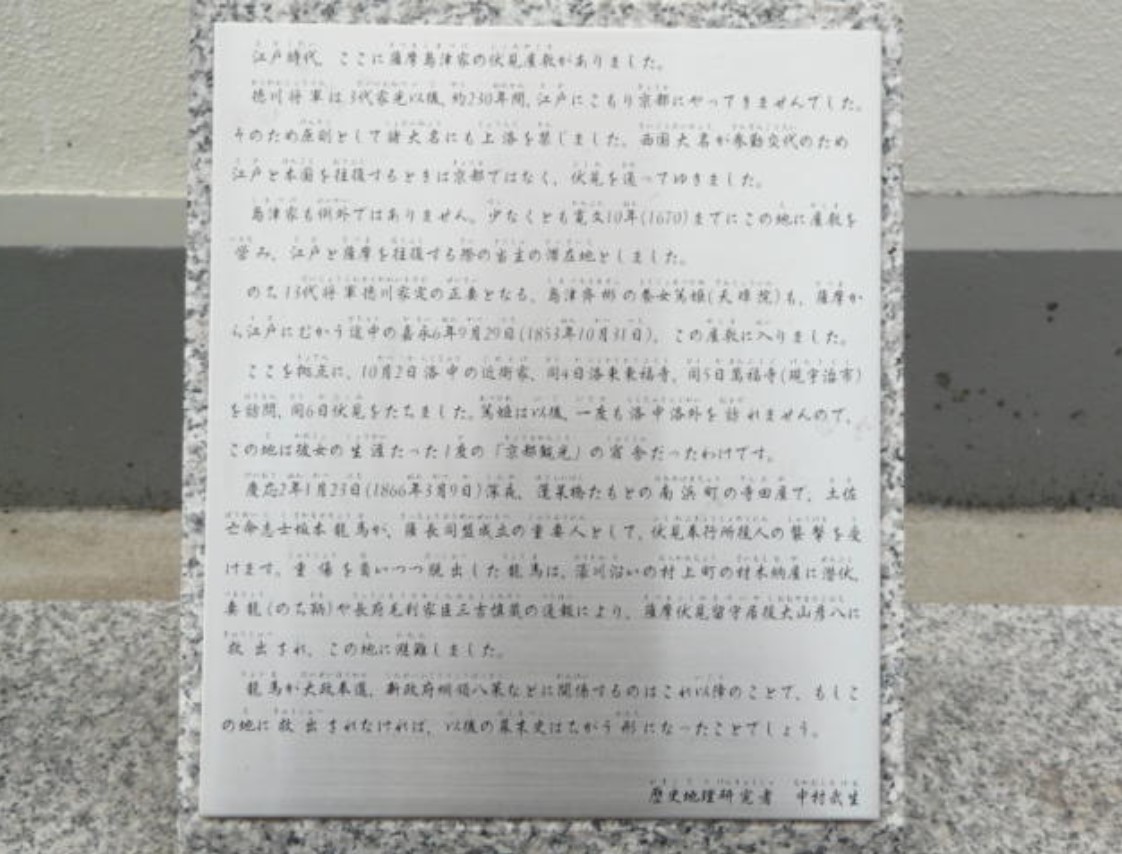 江戸時代、ここに薩摩島津家の伏見屋敷がありました。
徳川将軍は3代家光以後、約230年間、江戸にこもり京都にやってきませんでした。
そのため原則として諸大名にも上洛を禁じました。西国大名が参勤交代のため
江戸と本国を往復するときは京都ではなく、伏見を通ってゆきました。
島津家も例外ではありません。少なくとも寛文10年(1670)までにこの地に屋敷を
営み、江戸と薩摩を往復する際の当主の滞在地としました。
のち13代将軍徳川家定の正妻となる、島津斉彬の養女篤姫(天璋院)も、薩摩か
ら江戸にむかう途中の嘉永6年9月29日(1853年10月31日)、この屋敷に入りました。
ここを拠点に、10月2日洛中の近衛家、同4日洛東東福寺、同5日萬福寺(現宇治市)
を訪問、同6日伏見をたちました。篤姫は以後、一度も洛中洛外を訪れませんので、
この地は彼女の生涯たった1度の「京都観光」の宿舎だったわけです。
慶応2年1月23日(1866年3月9日)深夜、蓬莱橋たもとの南浜町の寺田屋で、土佐
亡命志士坂本龍馬が、薩長同盟成立の重要人として、伏見奉行所役人の襲撃を受
けます。重傷を負いつつ脱出した龍馬は、濠川沿いの村上町の材木納屋に潜伏、
妻龍(のち鞆)や長府毛利家臣三吉慎蔵の通報により、薩摩伏見留守居役大山彦八に
救出され、この地に避難しました。
龍馬が大政奉還、新政府綱領八策などに関係するのはこれ以降のことで、もしこ
の地に救出されなければ、以後の幕末史はちがう形になったことでしょう。
歴史地理研究者 中村武生